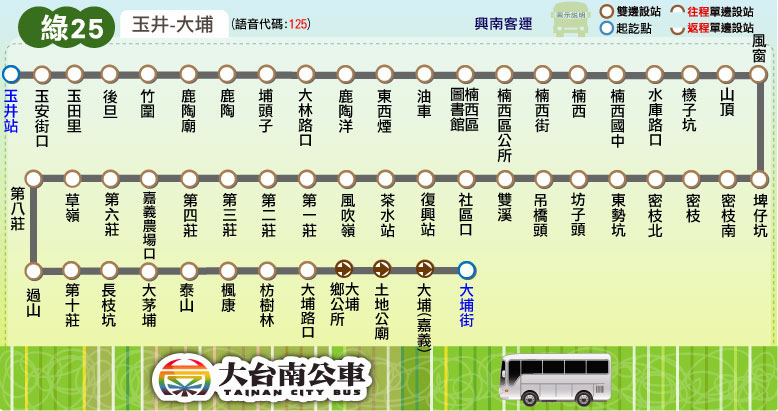 綠25
玉井-大埔
(語音代碼:125)
興南客運
圖示說明
雙邊設站
往程單邊設站
起訖點
返程單邊設站
玉井站
玉安街口
玉田里
後旦
竹圍
鹿陶廟
鹿陶
埔頭子
大林路口
鹿陶洋
東西煙
油車
楠西區圖書館
楠西區公所
楠西街
楠西
楠西國中
水庫路口
檨子坑
山頂
風窗
埤仔坑
密枝南
密枝
密枝北
東勢坑
坊子頭
吊橋頭
雙溪
社區口
復興站
茶水站
風吹嶺
第一莊
第二莊
第三莊
第四莊
嘉義農場口
第六莊
草嶺
第八莊
過山
第十莊
長枝坑
大茅埔
泰山
楓康
枋樹林
大埔路口
大埔鄉公所
土地公廟
大埔(嘉義)
大埔街
大台南公車
TAINAN CITY BUS